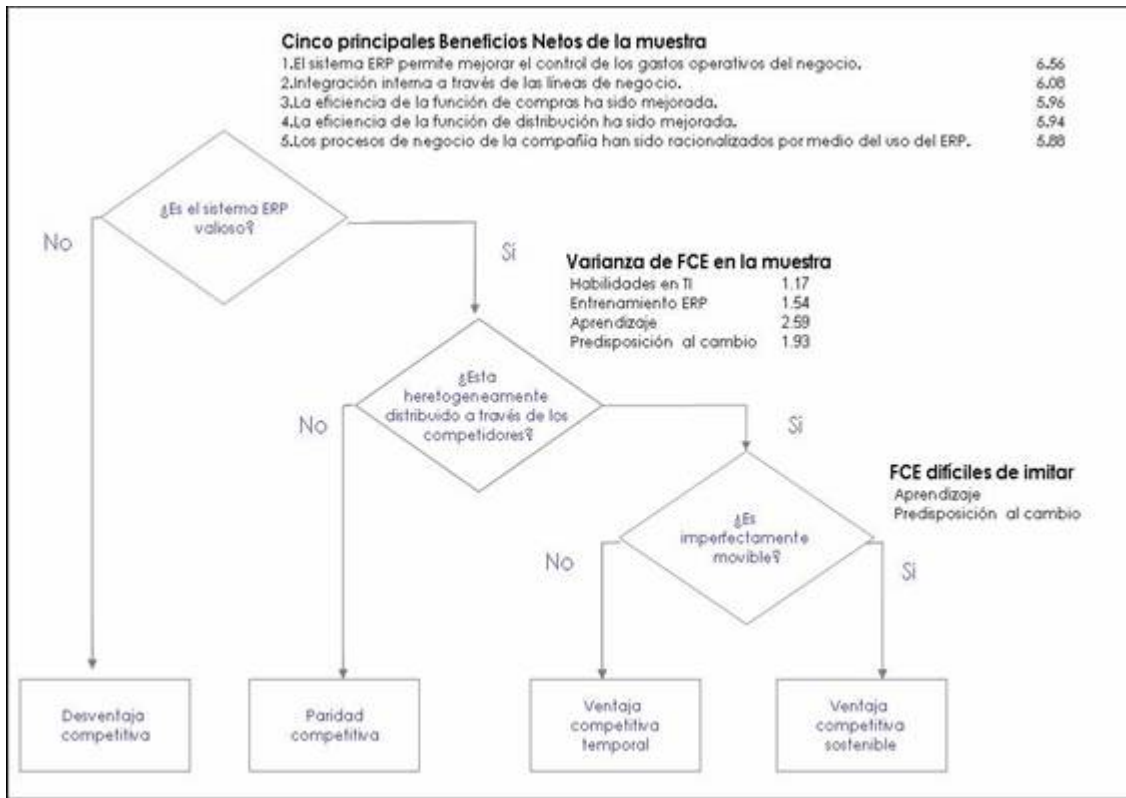 Cinco principales Beneficios Netos de la muestra
1.El sistema ERP permite mejorar el control de los gastos operativos del negocio. 6.56
2.Integración interna a través de las líneas de negocio. 6.08
3.La eficiencia de la función de compras ha sido mejorada. 5.96
4.La eficiencia de la función de distribución ha sido mejorada. 5.94
5.Los procesos de negocio de la compañía han sido racionalizados por medio del uso del ERP. 5.88
¿Es el sistema ERP
valioso?
No
Sí
Varianza de FCE en la muestra
Habilidades en TI 1.17
Entrenamiento ERP 1.54
Aprendizaje 2.59
Predisposición al cambio 1.93
¿Esta
heretogeneamente
distribuido a través de los
competidores?
No
Sí
FCE difíciles de imitar
Aprendizaje
Predisposición al cambio
¿Es
imperfectamente
movible?
No
Sí
Desventaja
competitiva
Paridad
competitiva
Ventaja
competitiva
temporal
Ventaja
competitiva
sostenible